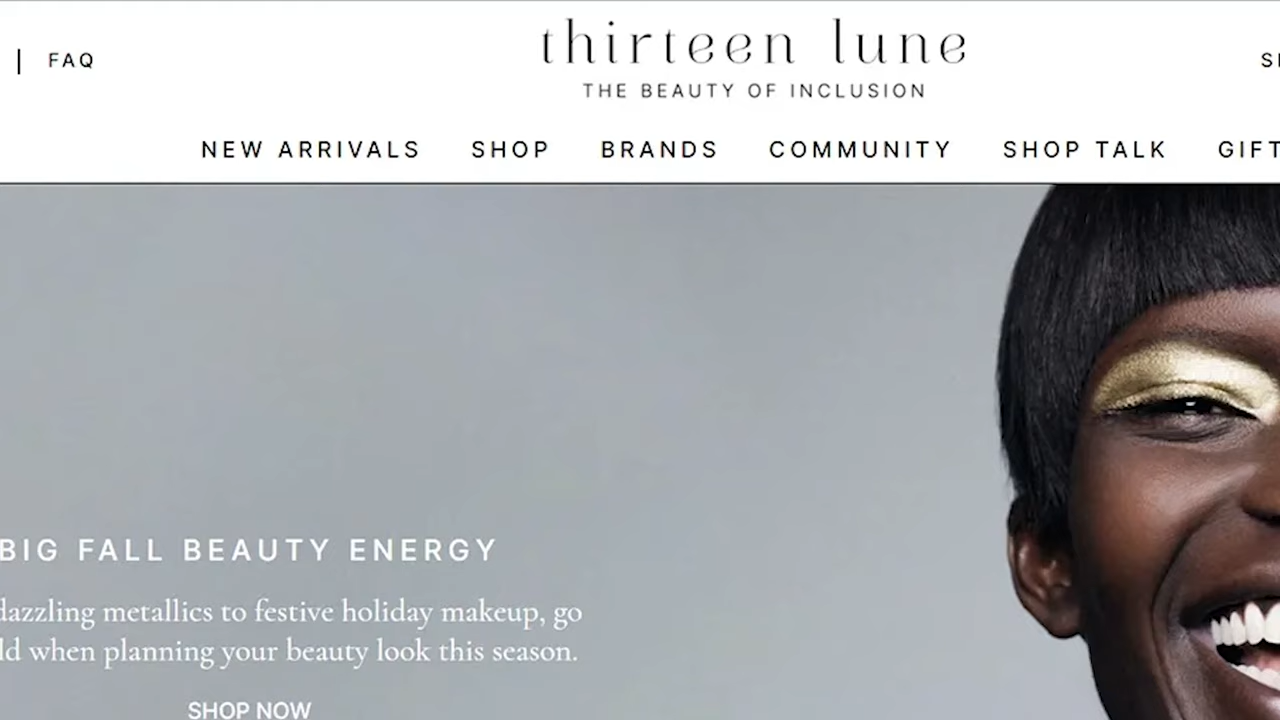 | FAQ
thirteen lune
THE BEAUTY OF INCLUSION
NEW ARRIVALS SHOP BRANDS COMMUNITY SHOP TALK
BIG FALL BEAUTY ENERGY
dazzling metallics to festive holiday makeup, go
when planning your beauty look this season.
SHOP NOW